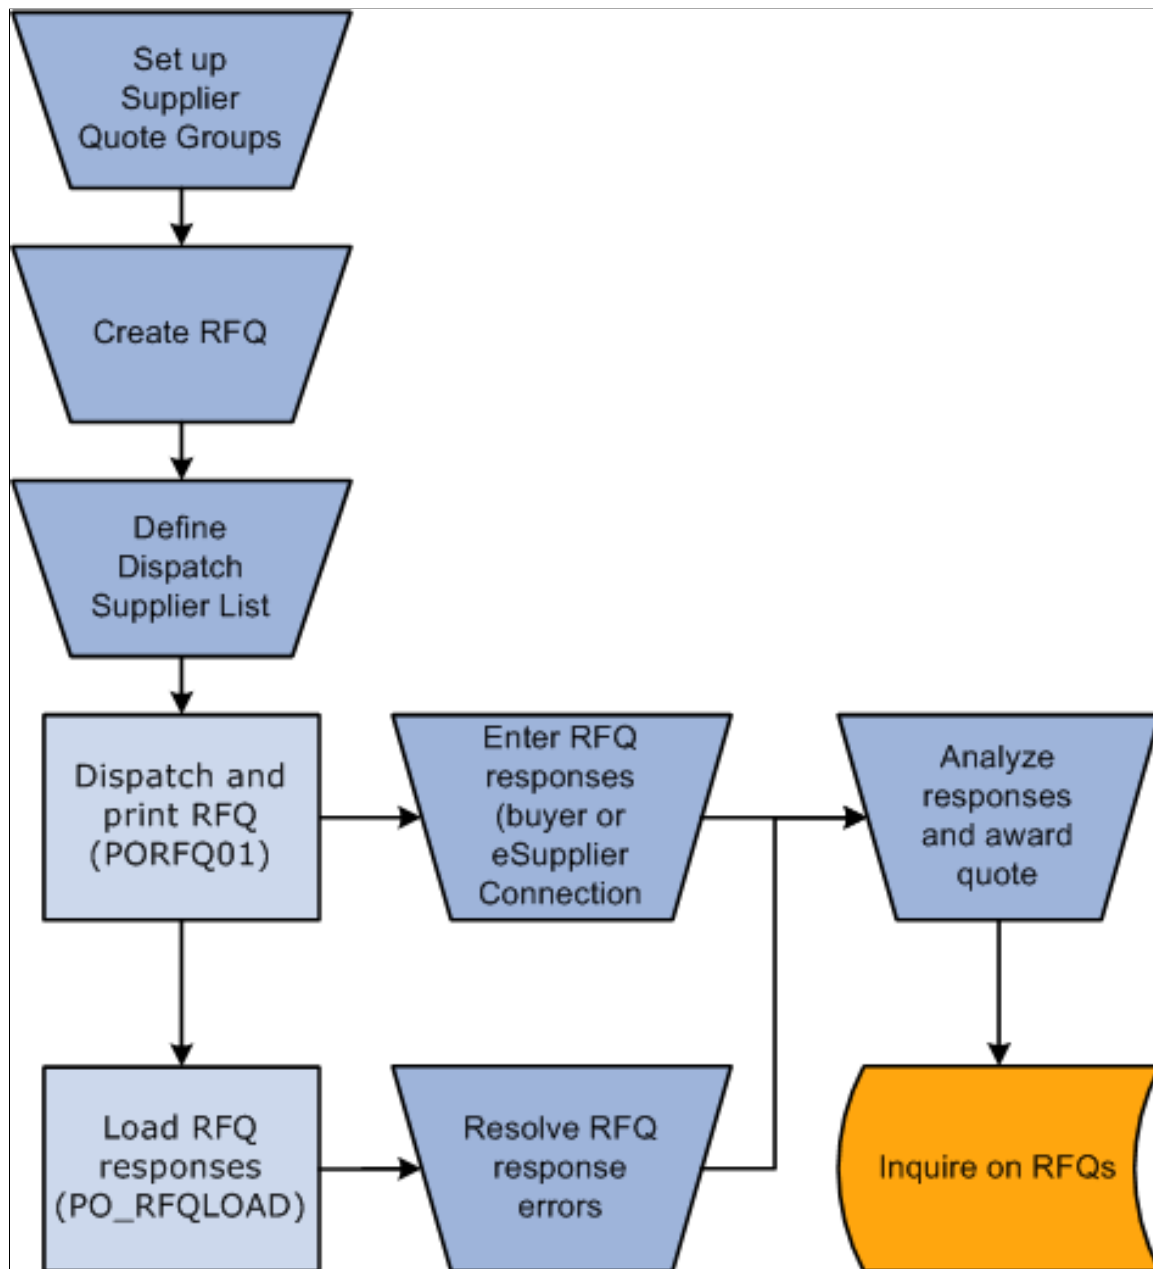 Set up
Supplier
Quote Groups
Create RFQ
Define
Dispatch
Supplier List
Dispatch and
print RFQ
(PORFQ01)
Enter RFQ
responses
(buyer or
eSupplier
Connection
Analyze
responses
and award
quote
Load RFQ
responses
(PO_RFQLOAD)
Resolve RFQ
response
errors
Inquire on RFQs